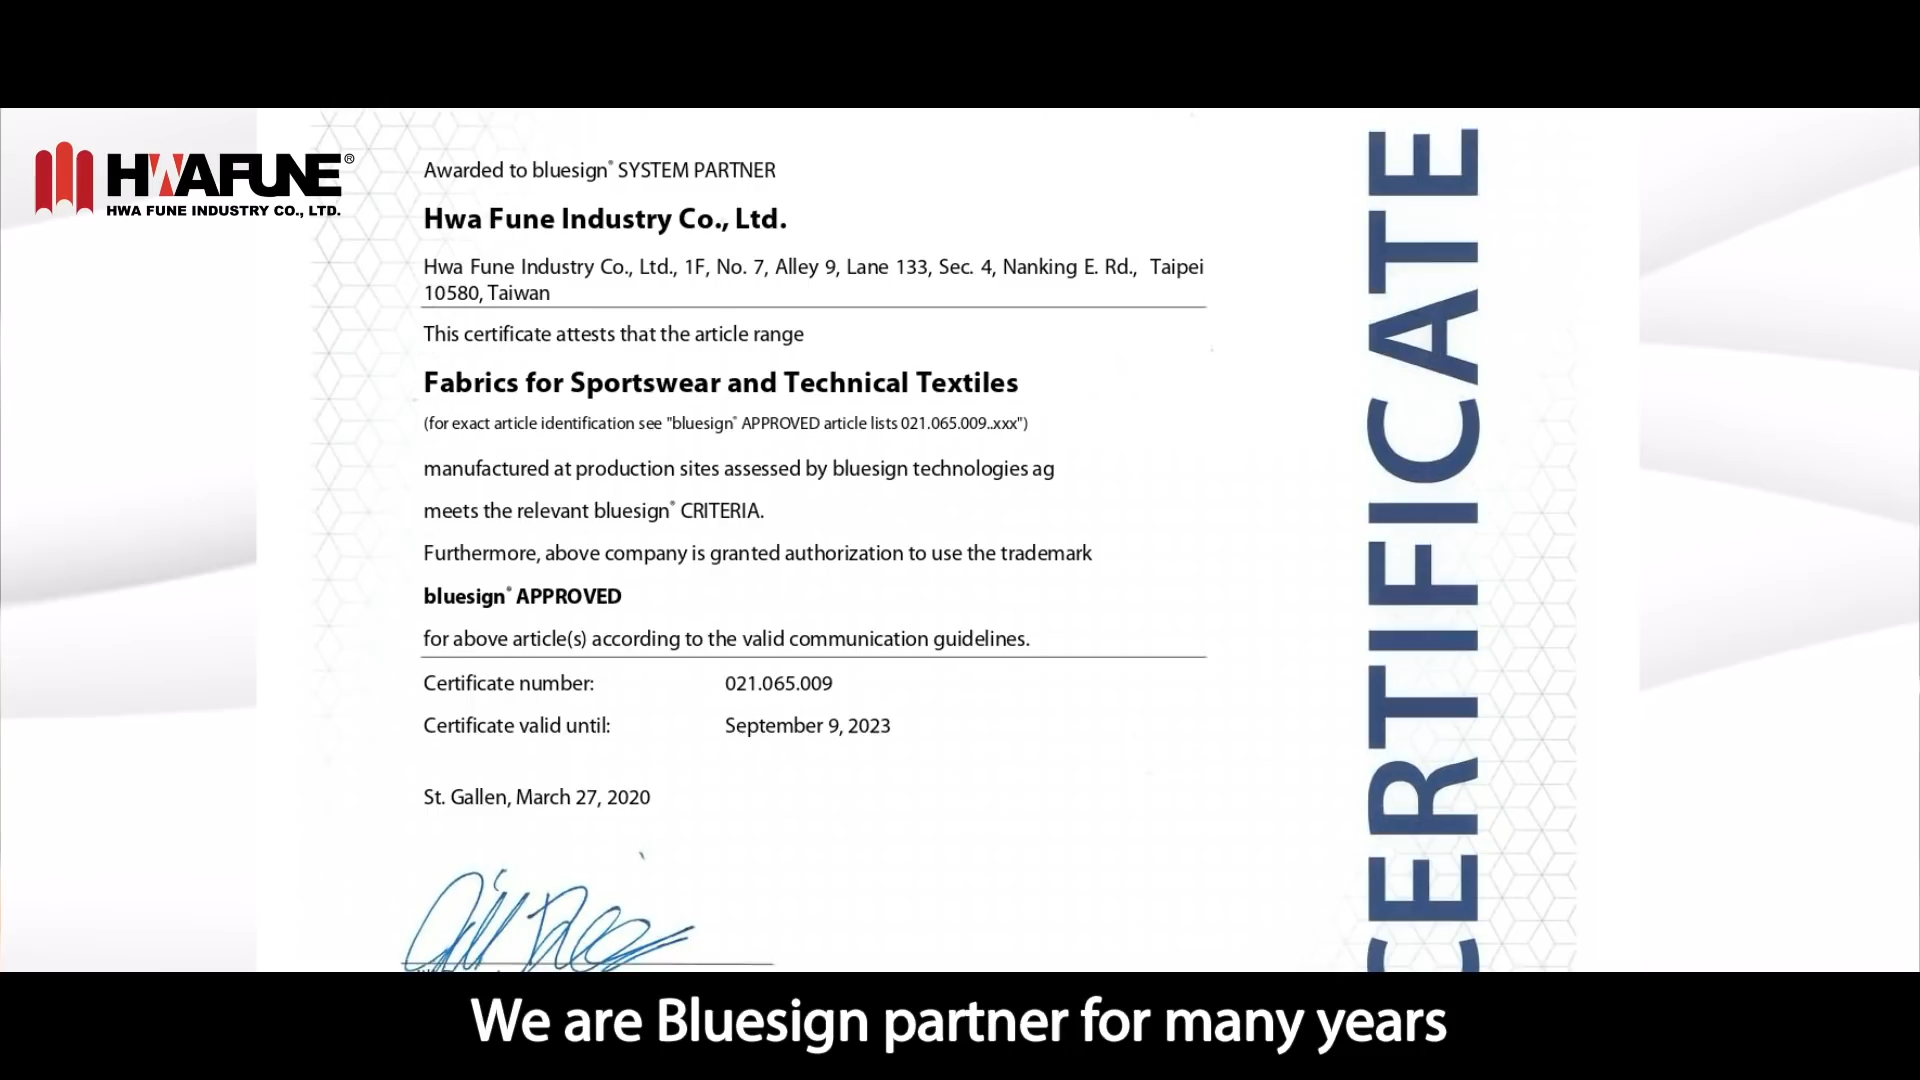 HWAFUNE®
HWA FUNE INDUSTRY CO., LTD.
Awarded to bluesign® SYSTEM PARTNER
Hwa Fune Industry Co., Ltd.
Hwa Fune Industry Co., Ltd., 1F, No. 7, Alley 9, Lane 133, Sec. 4, Nanking E. Rd., Taipei
10580, Taiwan
This certificate attests that the article range
Fabrics for Sportswear and Technical Textiles
(for exact article identification see "bluesign® APPROVED article lists 021.065.009..xxx")
manufactured at production sites assessed by bluesign technologies ag
meets the relevant bluesign® CRITERIA.
Furthermore, above company is granted authorization to use the trademark
bluesign® APPROVED
for above article(s) according to the valid communication guidelines.
Certificate number: 021.065.009
Certificate valid until: September 9, 2023
St. Gallen, March 27, 2020
CERTIFICATE
We are Bluesign partner for many years